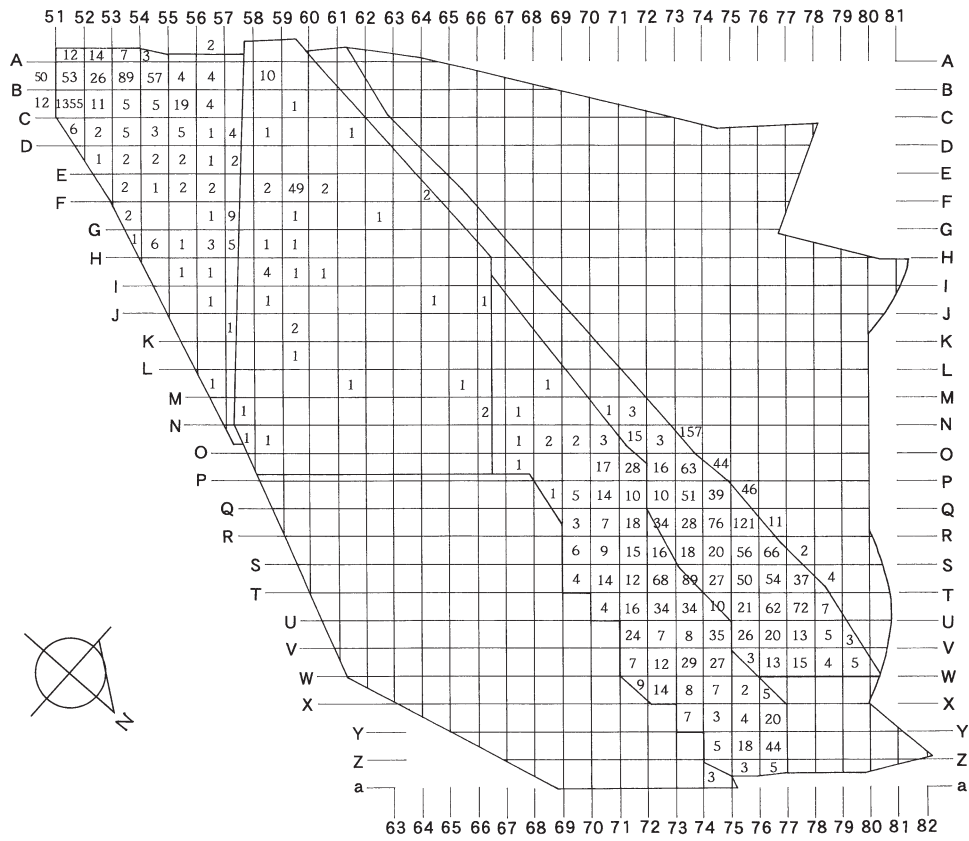 51 52 53 54 55 56 57 58 59 60 61 62 63 64 65 66 67 68 69 70 71 72 73 74 75 76 77 78 79 80 81
2
12 14 7 3
A A
50 53 26 89 57 4 4 10
B B
12 1355 11 5 5 19 4 1
C C
6 2 5 3 5 1 4 1 1
D D
1 2 2 2 1 2
E E
2 1 2 2 2 49 2 2
F F
2 1 9 1 1
G G
1 6 1 3 5 1 1
H H
1 1 4 1 1
I I
1 1 1 1
J J
1 2
K K
1
L L
1 1 1 1
M M
1 2 1 1 3
N N
1 1 1 2 2 3 15 3 157
O O
1 17 28 16 63 44
P P
1 5 14 10 10 51 39 46
Q Q
3 7 18 34 28 76 121 11
R R
6 9 15 16 18 20 56 66 2
S S
4 14 12 68 89 27 50 54 37 4
T T
4 16 34 34 10 21 62 72 7
U U
24 7 8 35 26 20 13 5 3
V V
7 12 29 27 3 13 15 4 5
W W
9 14 8 7 2 5
X X
7 3 4 20
Y Y
5 18 44
Z Z
3 3 5
a a
N
63 64 65 66 67 68 69 70 71 72 73 74 75 76 77 78 79 80 81 82